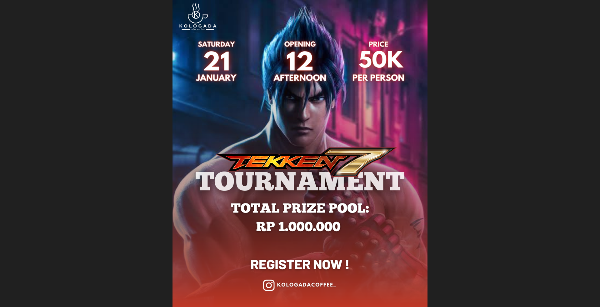 KOLOGADA
SATURDAY
21
JANUARY
OPENING
12
AFTERNOON
PRICE
50K
PER PERSON
TEKKEN 7
TOURNAMENT
TOTAL PRIZE POOL:
RP 1.000.000
REGISTER NOW !
KOLOGADACOFFEE_